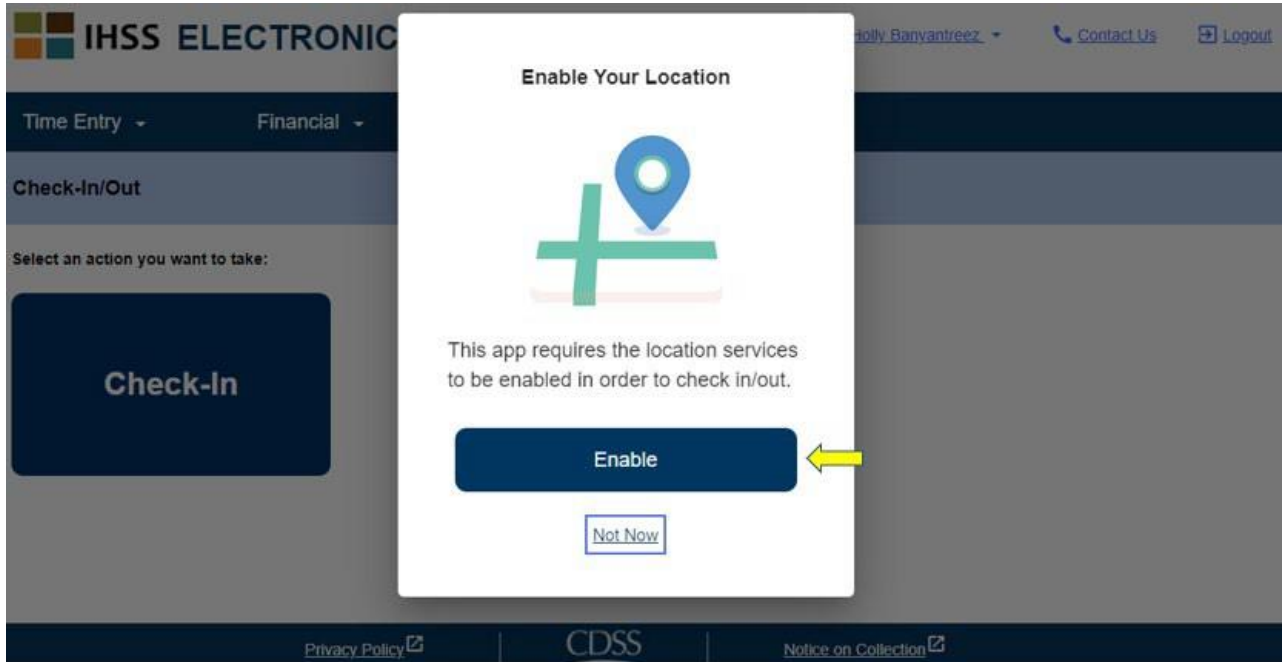 IHSS ELECTRONIC
Holly Banyantreez
Contact Us
Logout
Time Entry
Financial
Check-In/Out
Select an action you want to take:
Check-In
Enable Your Location
This app requires the location services
to be enabled in order to check in/out.
Enable
Not Now
Privacy Policy
CDSS
Notice on Collection